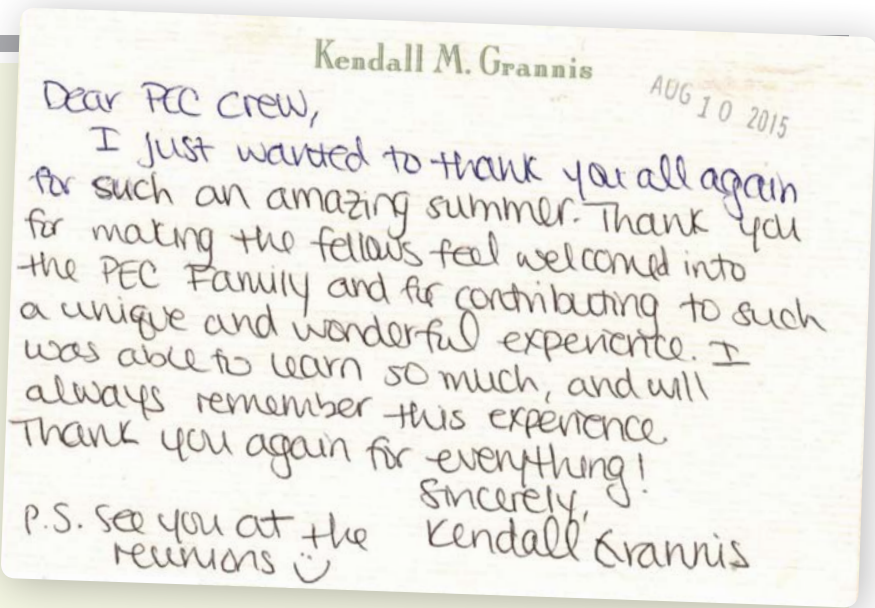 Kendall M. Grannis
AUG 10 2015
Dear PEC crew,
I just wanted to thank you all again
for such an amazing summer. Thank you
for making the fellows feel welcomed into
the PEC Family and for contributing to such
a unique and wonderful experience. I
was able to learn so much, and will
always remember this experience.
Thank you again for everything!
Sincerely,
Kendall Grannis
P.S. See you at the
reunions